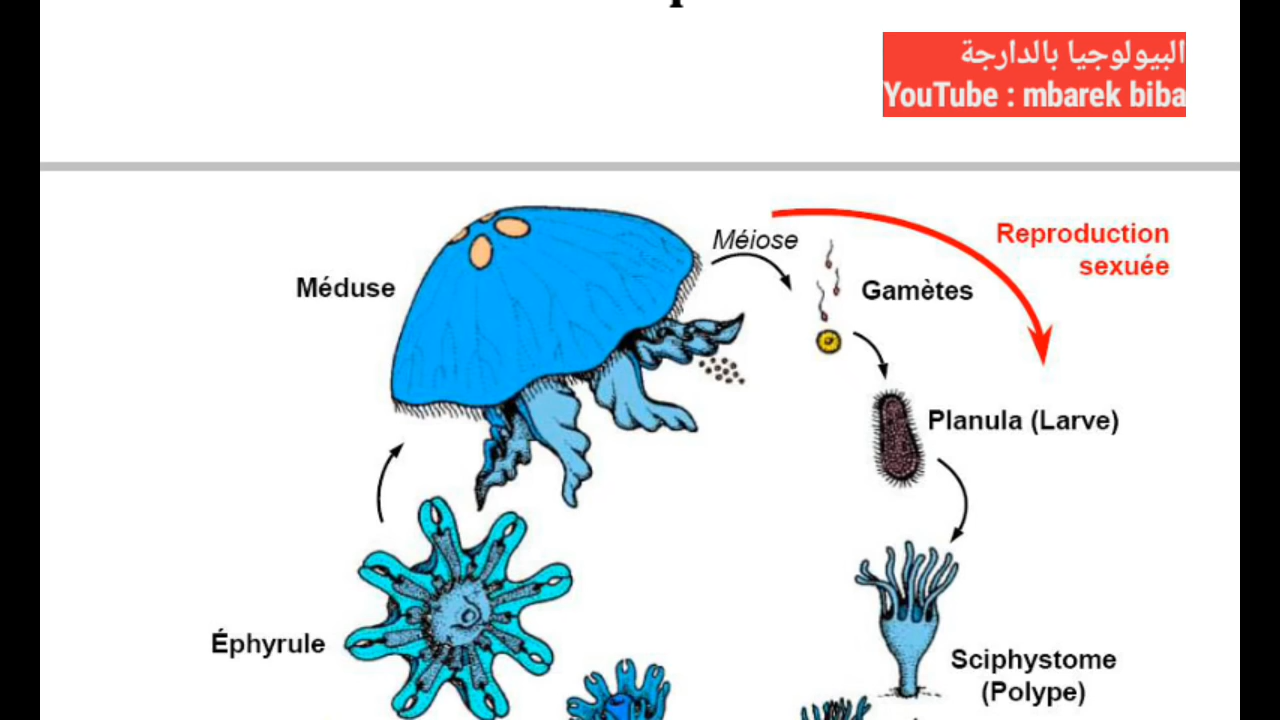 البيولوجيا بالدارجة
YouTube : mbarek biba
Méiose
Reproduction
sexuée
Méduse
Gamètes
Planula (Larve)
Éphyrule
Sciphystome
(Polype)